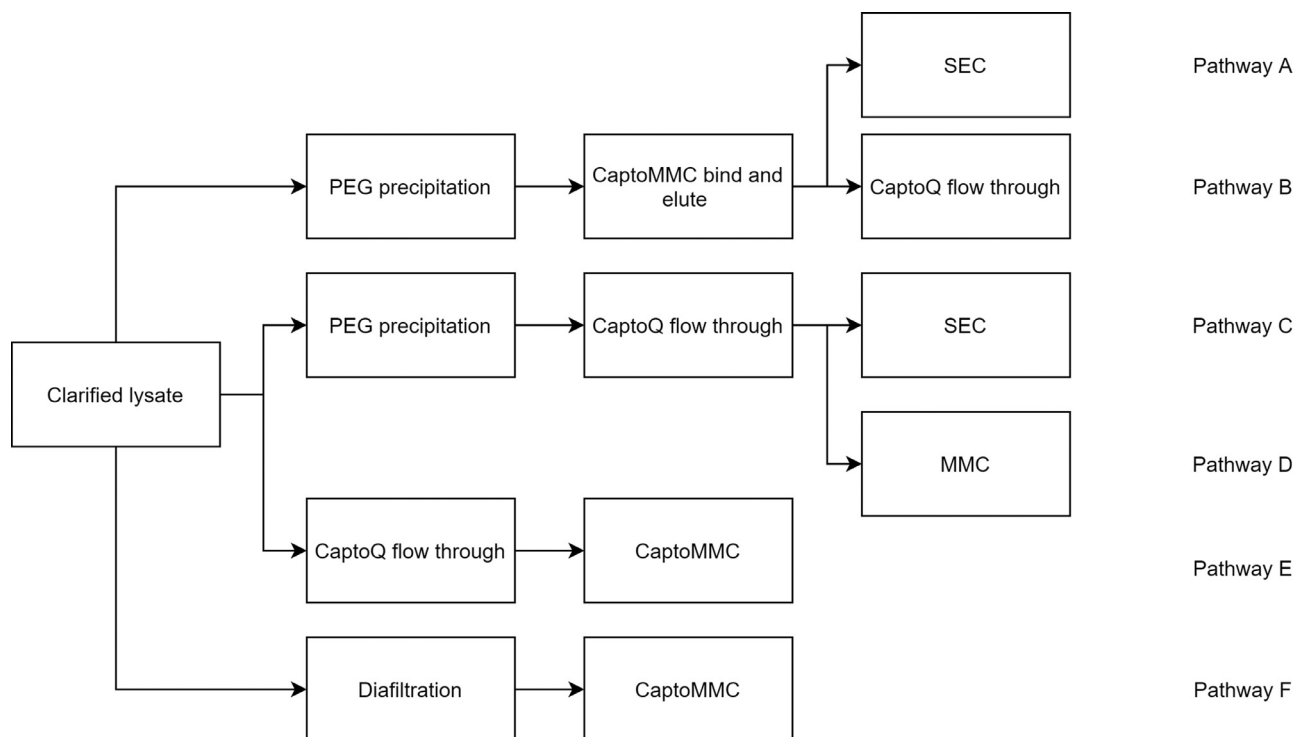 SEC
Pathway A
PEG precipitation
CaptoMMC bind and
elute
CaptoQ flow through
Pathway B
PEG precipitation
CaptoQ flow through
SEC
Pathway C
Clarified lysate
MMC
Pathway D
CaptoQ flow through
CaptoMMC
Pathway E
Diafiltration
CaptoMMC
Pathway F